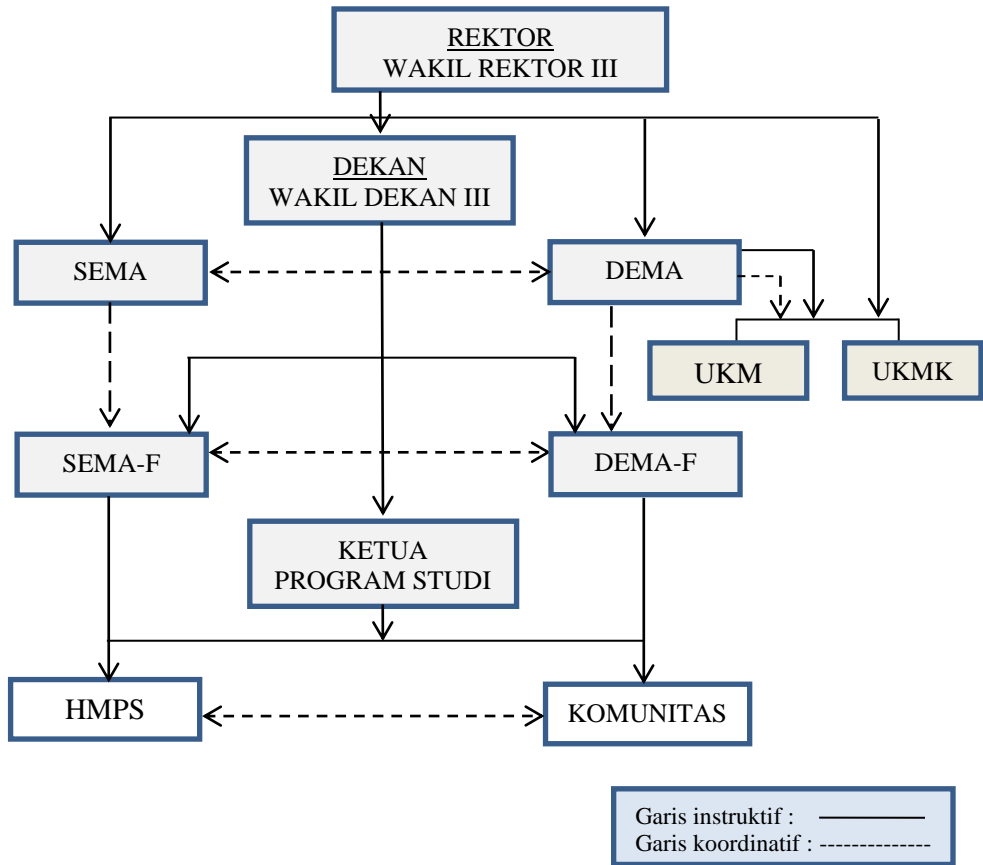 REKTOR
WAKIL REKTOR III
DEKAN
WAKIL DEKAN III
SEMA
DEMA
UKM
UKMK
SEMA-F
DEMA-F
KETUA
PROGRAM STUDI
HMPS
KOMUNITAS
Garis instruktif :
Garis koordinatif :